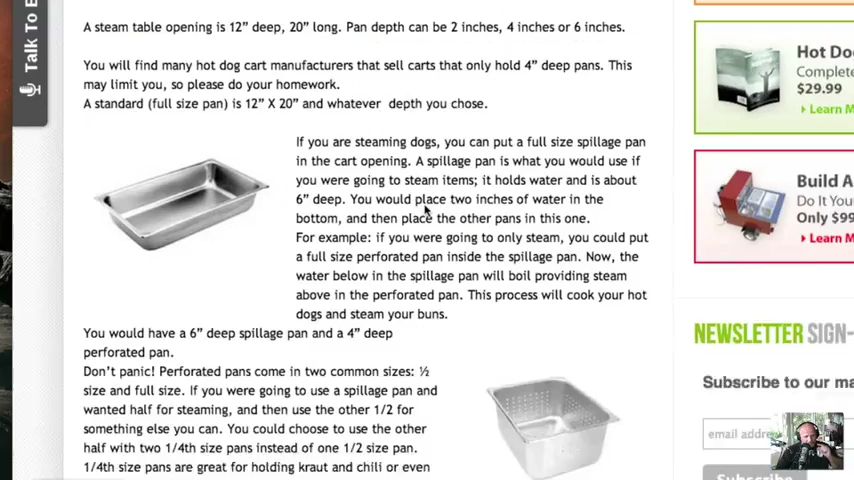 Talk To
A steam table opening is 12” deep, 20” long. Pan depth can be 2 inches, 4 inches or 6 inches.
You will find many hot dog cart manufacturers that sell carts that only hold 4” deep pans. This
may limit you, so please do your homework.
A standard (full size pan) is 12” X 20” and whatever depth you chose.
If you are steaming dogs, you can put a full size spillage pan
in the cart opening. A spillage pan is what you would use if
you were going to steam items; it holds water and is about
6” deep. You would place two inches of water in the
bottom, and then place the other pans in this one.
For example: if you were going to only steam, you could put
a full size perforated pan inside the spillage pan. Now, the
water below in the spillage pan will boil providing steam
above in the perforated pan. This process will cook your hot
dogs and steam your buns.
You would have a 6” deep spillage pan and a 4” deep
perforated pan.
Don’t panic! Perforated pans come in two common sizes: ½
size and full size. If you were going to use a spillage pan and
wanted half for steaming, and then use the other 1/2 for
something else you can. You could choose to use the other
half with two 1/4th size pans instead of one 1/2 size pan.
1/4th size pans are great for holding kraut and chili or even
Hot Do
Complete
$29.99
Learn M
Build A
Do It You
Only $99
Learn M
NEWSLETTER SIGN-
Subscribe to our ma
email addre
Subscribe